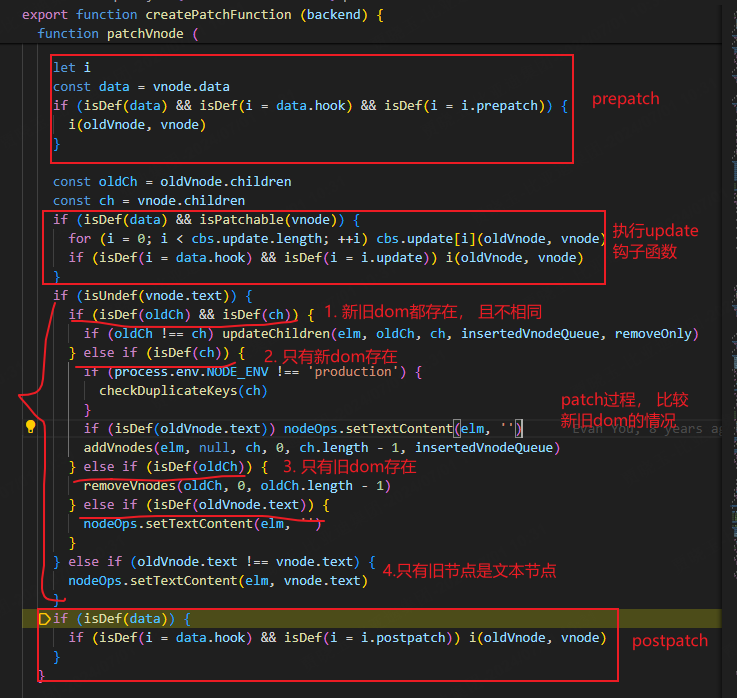 export function createPatchFunction (backend) {
function patchVnode (
let i
const data = vnode.data
if (isDef(data) && isDef(i = data.hook) && isDef(i = i.prepatch)) {
i(oldVnode, vnode)
}
prepatch
const oldCh = oldVnode.children
const ch = vnode.children
if (isDef(data) && isPatchable(vnode)) {
for (i = 0; i < cbs.update.length; ++i) cbs.update[i](oldVnode, vnode)
if (isDef(i = data.hook) && isDef(i = i.update)) i(oldVnode, vnode)
}
执行update
钩子函数
if (isUndef(vnode.text)) {
if (isDef(oldCh) && isDef(ch)) {
1. 新旧dom都存在， 且不相同
if (oldCh !== ch) updateChildren(elm, oldCh, ch, insertedVnodeQueue, removeOnly)
} else if (isDef(ch)) {
2. 只有新dom存在
if (process.env.NODE_ENV !== 'production') {
checkDuplicateKeys(ch)
}
patch过程， 比较
新旧dom的情况
if (isDef(oldVnode.text)) nodeOps.setTextContent(elm, '')
Evan You, 8 years ag
addVnodes(elm, null, ch, 0, ch.length - 1, insertedVnodeQueue)
} else if (isDef(oldCh)) {
3. 只有旧dom存在
removeVnodes(oldCh, 0, oldCh.length - 1)
} else if (isDef(oldVnode.text)) {
nodeOps.setTextContent(elm, '')
}
} else if (oldVnode.text !== vnode.text) {
4.只有旧节点是文本节点
nodeOps.setTextContent(elm, vnode.text)
}
if (isDef(data)) {
if (isDef(i = data.hook) && isDef(i = i.postpatch)) i(oldVnode, vnode)
}
postpatch
}